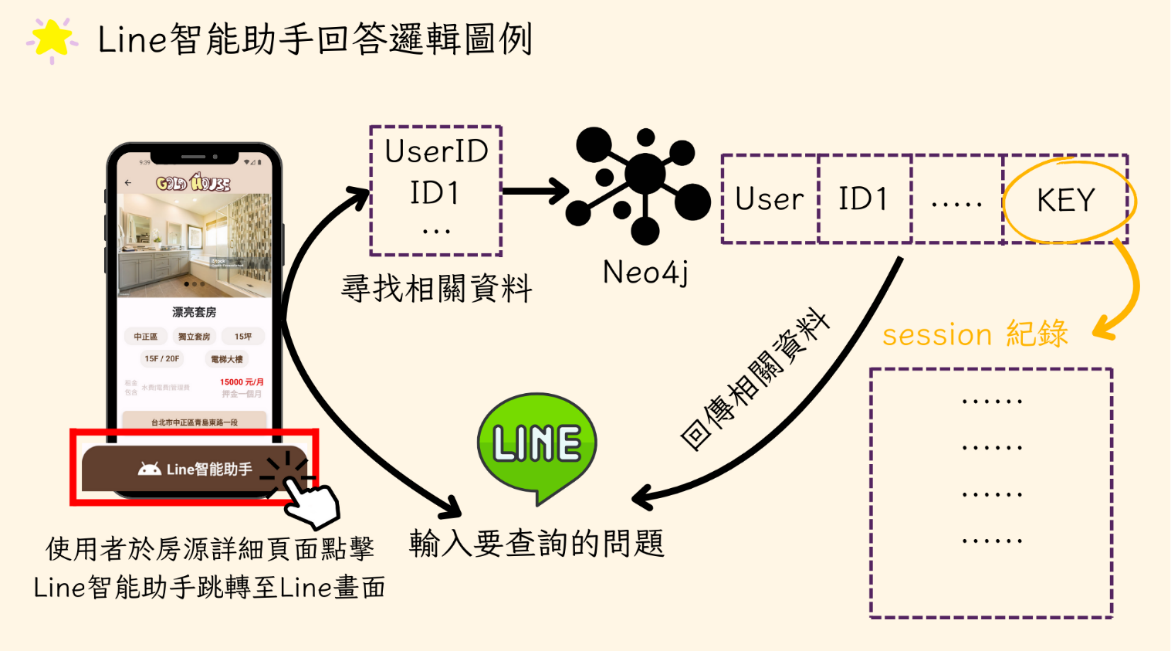 Line智能助手回答邏輯圖例
9:39
GOLD HOUSE
漂亮套房
中正區 獨立套房 15坪
15F / 20F 電梯大樓
15000 元/月
押金一個月
台北市中正區青島東路一段
Line智能助手
使用者於房源詳細頁面點擊
Line智能助手跳轉至Line畫面
UserID
ID1
...
尋找相關資料
Neo4j
User ID1 ..... KEY
session 紀錄
......
......
......
......
回傳相關資料
LINE
輸入要查詢的問題